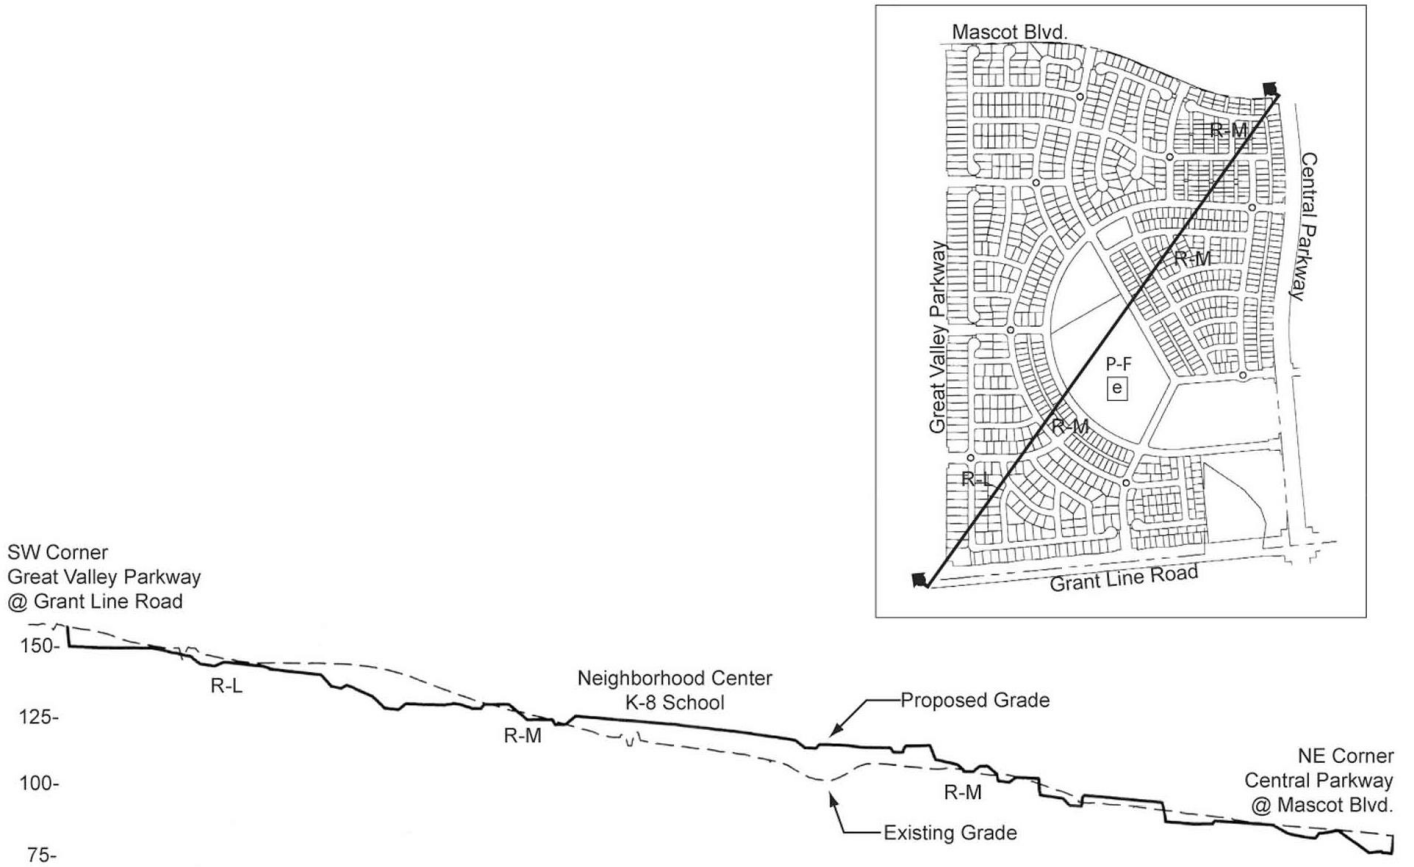 Mascot Blvd.
R-M
Central Parkway
R-M
Great Valley Parkway
P-F
e
R-M
R-L
Grant Line Road
SW Corner
Great Valley Parkway
@ Grant Line Road
150-
R-L
Neighborhood Center
K-8 School
Proposed Grade
125-
R-M
NE Corner
Central Parkway
@ Mascot Blvd.
100-
R-M
Existing Grade
75-